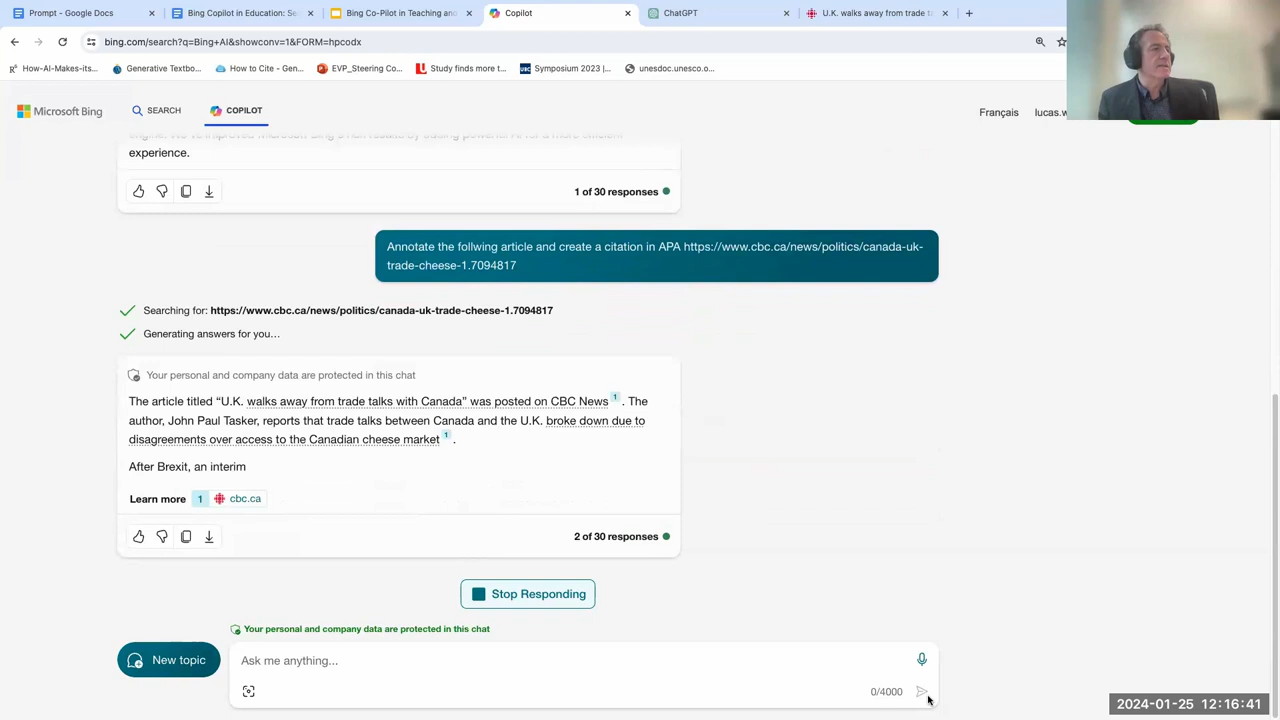 Prompt - Google Docs
Bing Copilot in Education: Se
Bing Co-Pilot in Teaching and
Copilot
ChatGPT
U.K. walks away from trade ta
bing.com/search?q=Bing+AI&showconv=1&FORM=hpcodx
How-AI-Makes-its...
Generative Textbo...
How to Cite - Gen...
EVP_Steering Co...
Study finds more t...
Symposium 2023 |...
unesdoc.unesco.o...
Microsoft Bing
SEARCH
COPILOT
Français
lucas.w
experience.
1 of 30 responses
Annotate the follwing article and create a citation in APA https://www.cbc.ca/news/politics/canada-uk-
trade-cheese-1.7094817
Searching for: https://www.cbc.ca/news/politics/canada-uk-trade-cheese-1.7094817
Generating answers for you...
Your personal and company data are protected in this chat
The article titled “U.K. walks away from trade talks with Canada” was posted on CBC News 1 . The
author, John Paul Tasker, reports that trade talks between Canada and the U.K. broke down due to
disagreements over access to the Canadian cheese market 1 .
After Brexit, an interim
Learn more 1 cbc.ca
2 of 30 responses
Stop Responding
Your personal and company data are protected in this chat
New topic
Ask me anything...
0/4000
2024-01-25 12:16:41